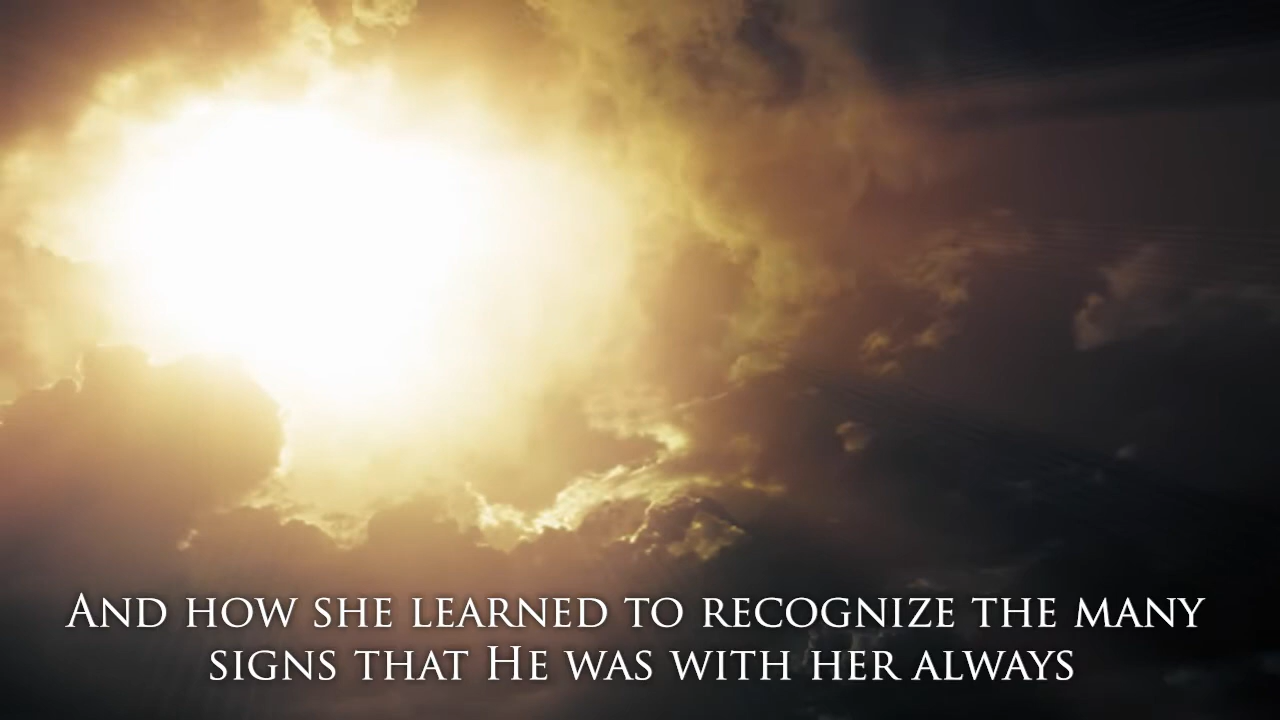 And how she learned to recognize the many
signs that He was with her always